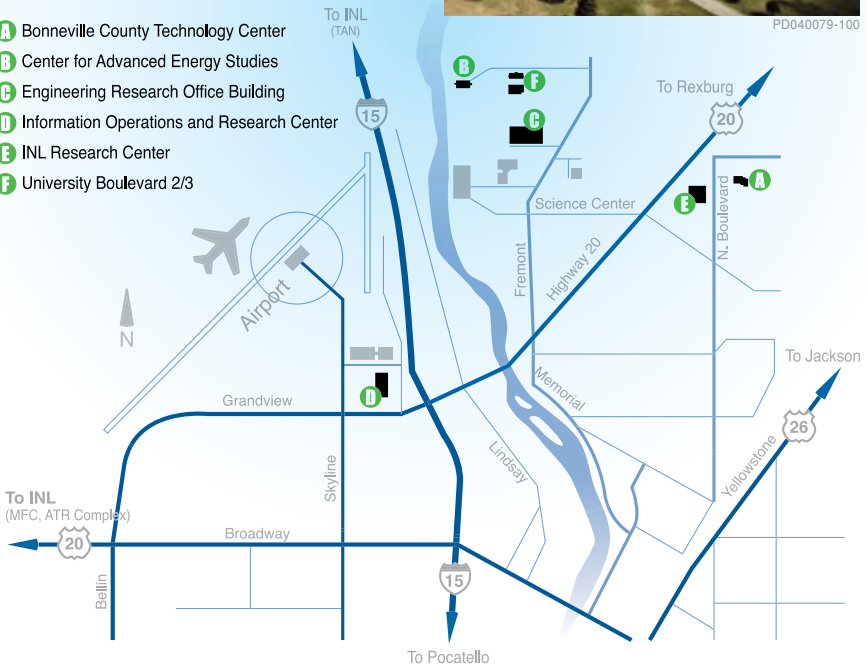 To INL
(TAN)
PD040079-100
A Bonneville County Technology Center
B Center for Advanced Energy Studies
C Engineering Research Office Building
D Information Operations and Research Center
E INL Research Center
F University Boulevard 2/3
B
F
C
15
To Rexburg
20
A
E
Science Center
N. Boulevard
Fremont
Highway 20
Airport
N
D
Grandview
Memorial
To Jackson
26
Yellowstone
Lindsay
Skyline
To INL
(MFC, ATR Complex)
20
Broadway
Bellin
15
To Pocatello